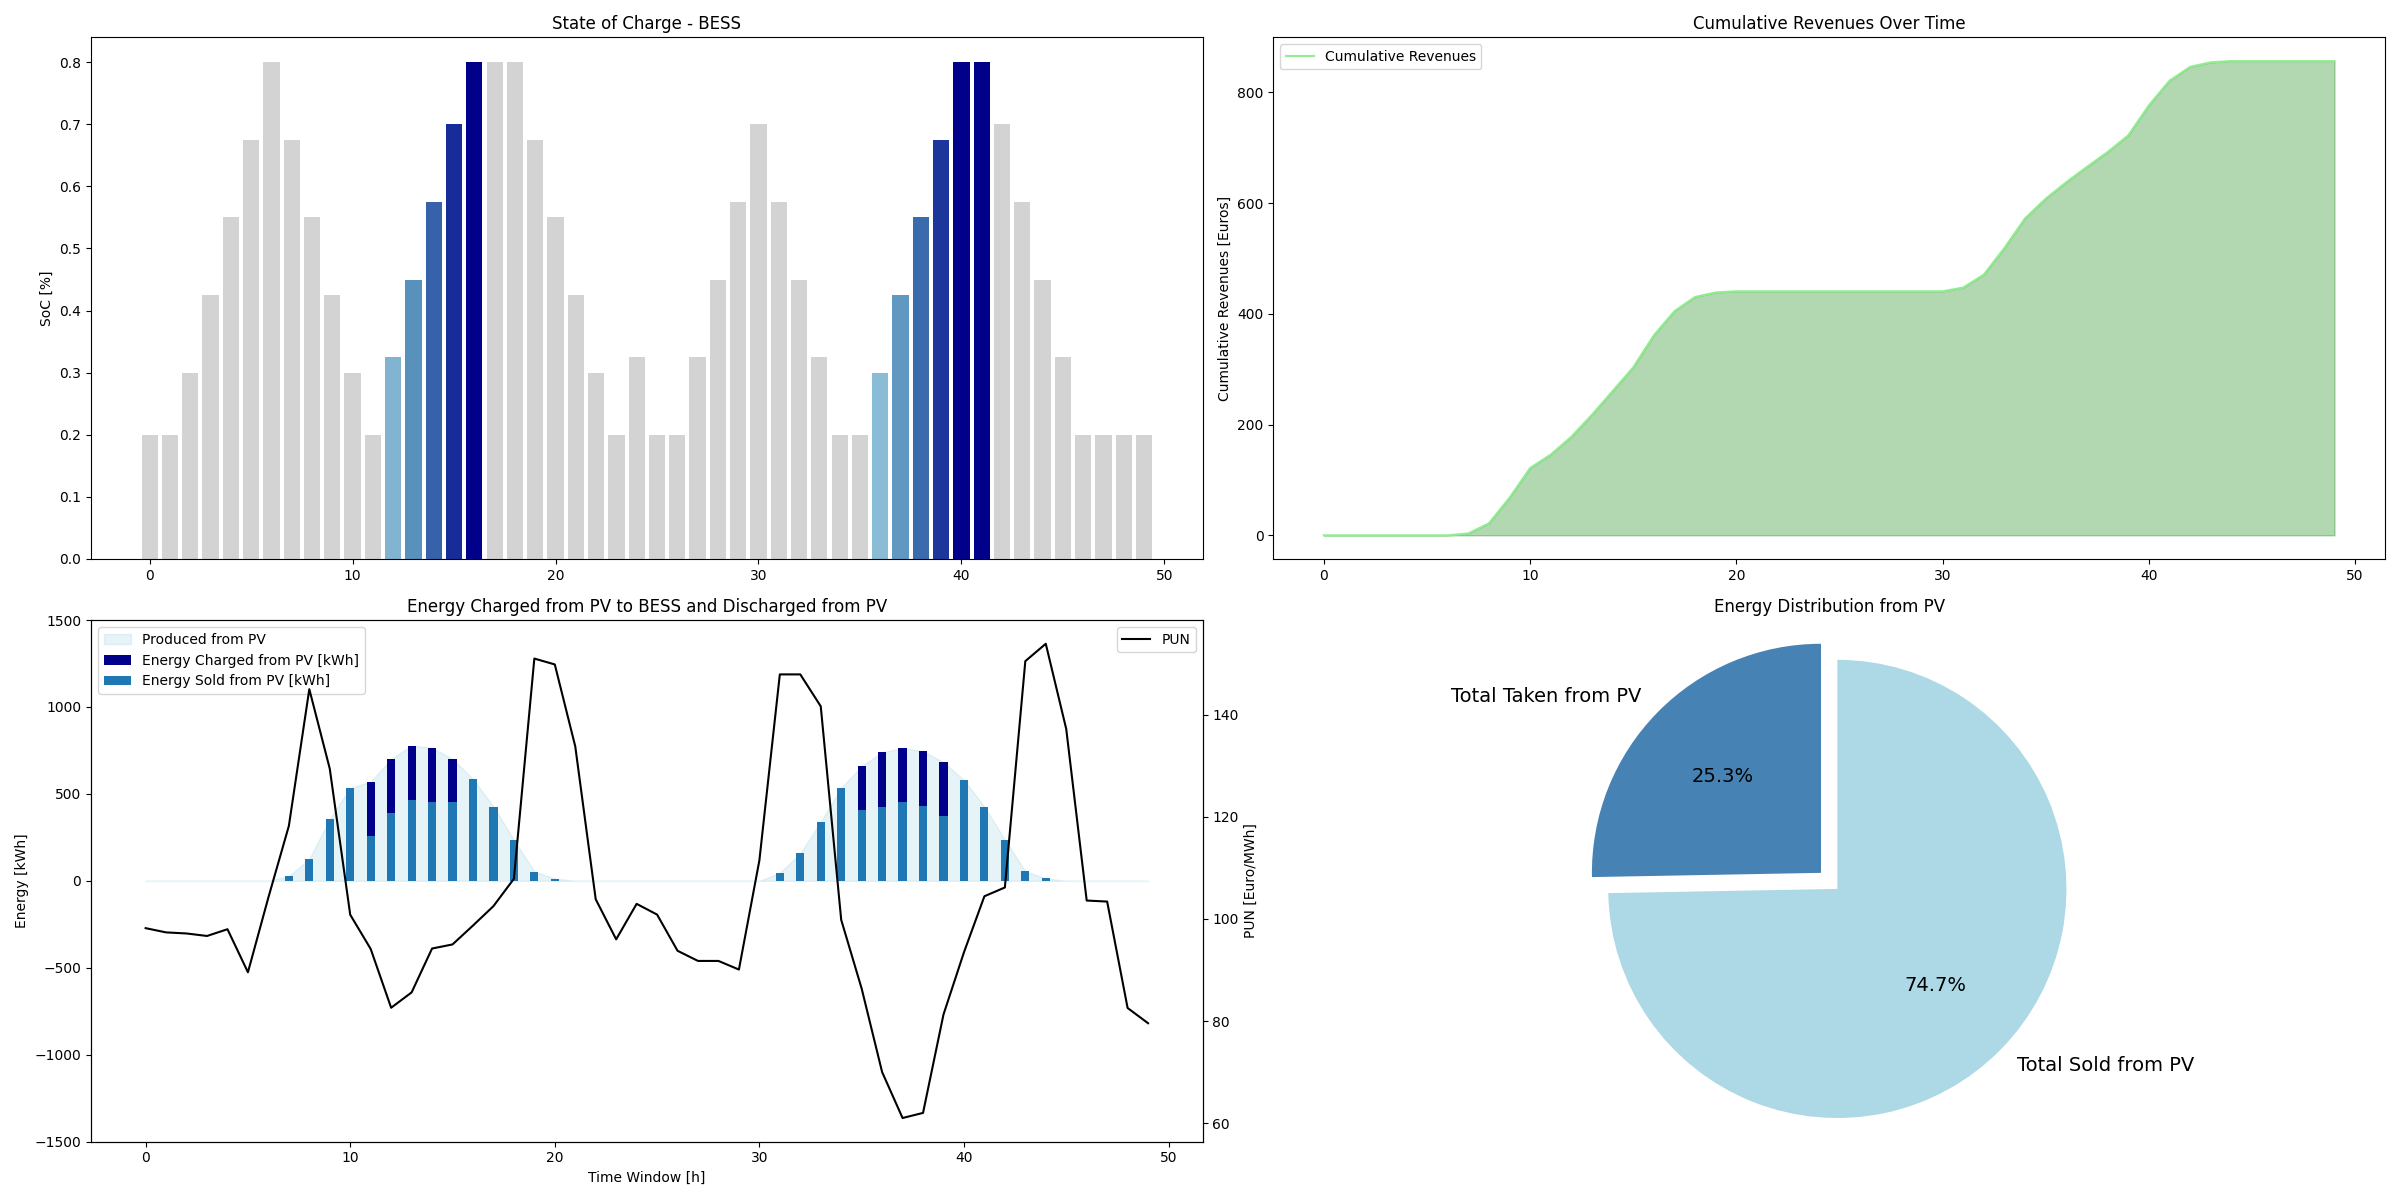 State of Charge - BESS
SoC [%]
0.8
0.7
0.6
0.5
0.4
0.3
0.2
0.1
0.0
0 10 20 30 40 50
Cumulative Revenues Over Time
Cumulative Revenues
Cumulative Revenues [Euros]
800
600
400
200
0
0 10 20 30 40 50
Energy Charged from PV to BESS and Discharged from PV
Produced from PV
Energy Charged from PV [kWh]
Energy Sold from PV [kWh]
PUN
Energy [kWh]
1500
1000
500
0
−500
−1000
−1500
0 10 20 30 40 50
Time Window [h]
140
120
100
80
60
PUN [Euro/MWh]
Energy Distribution from PV
Total Taken from PV
25.3%
74.7%
Total Sold from PV